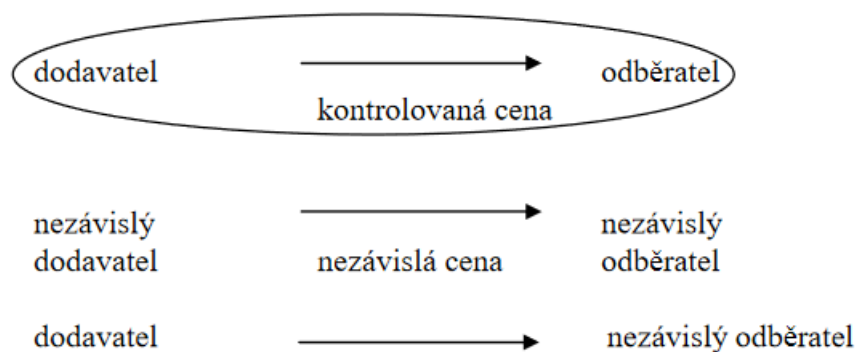 dodavatel odběratel
kontrolovaná cena
nezávislý nezávislý
dodavatel nezávislá cena odběratel
dodavatel nezávislý odběratel